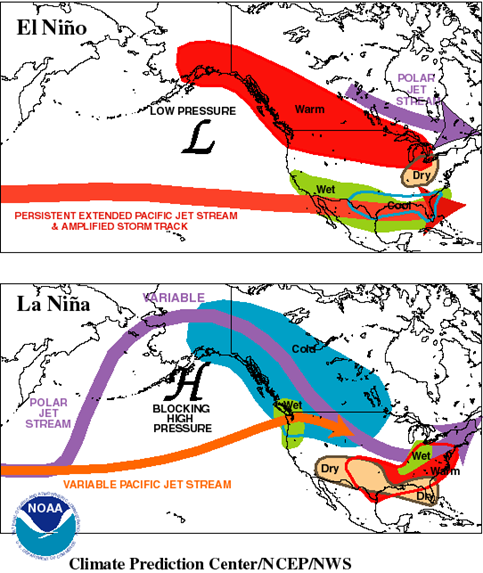 El Niño
POLAR
JET
STREAM
Warm
LOW PRESSURE
L
Dry
Wet
Cool
PERSISTENT EXTENDED PACIFIC JET STREAM
& AMPLIFIED STORM TRACK
La Niña
VARIABLE
Cold
H
BLOCKING
HIGH
PRESSURE
Wet
POLAR
JET
STREAM
Wet
Dry
Warm
VARIABLE PACIFIC JET STREAM
Dry
NOAA
Climate Prediction Center/NCEP/NWS